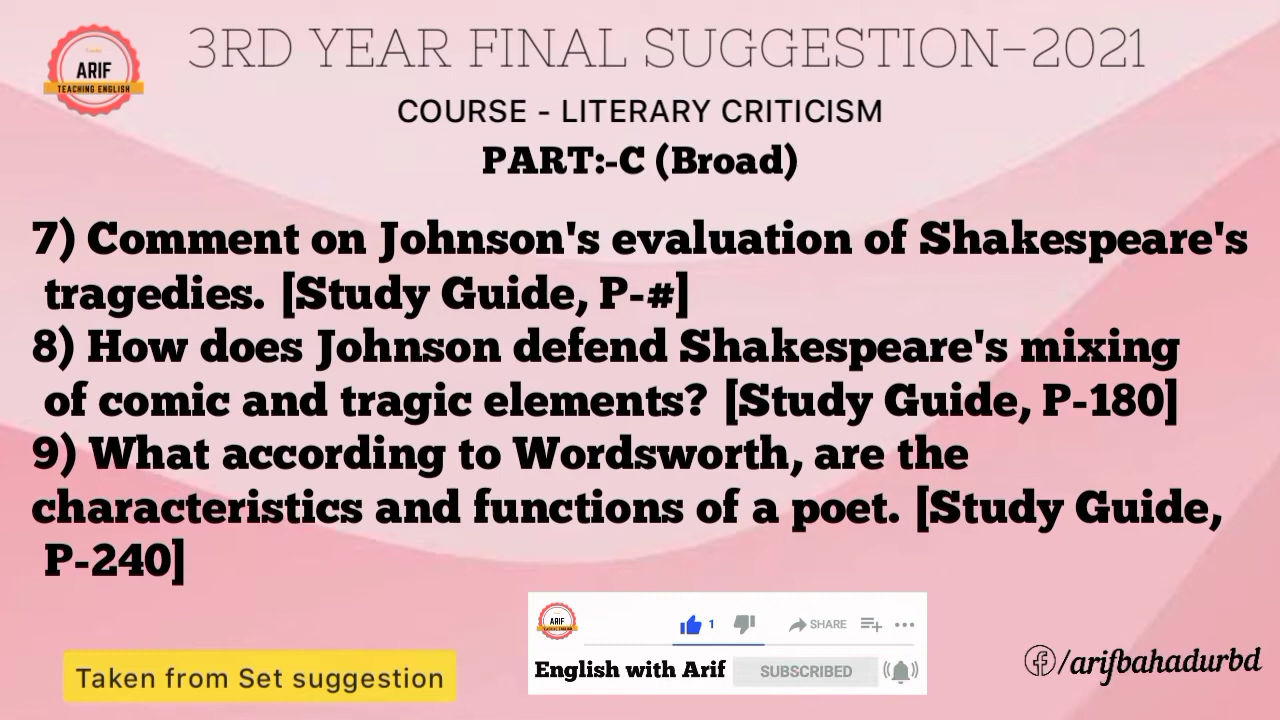 ARIF
TEACHING ENGLISH
3RD YEAR FINAL SUGGESTION-2021
COURSE - LITERARY CRITICISM
PART:-C (Broad)
7) Comment on Johnson's evaluation of Shakespeare's
tragedies. [Study Guide, P-#]
8) How does Johnson defend Shakespeare's mixing
of comic and tragic elements? [Study Guide, P-180]
9) What according to Wordsworth, are the
characteristics and functions of a poet. [Study Guide,
P-240]
ARIF
TEACHING ENGLISH
1
SHARE
English with Arif
SUBSCRIBED
Taken from Set suggestion
/arifbahadurbd